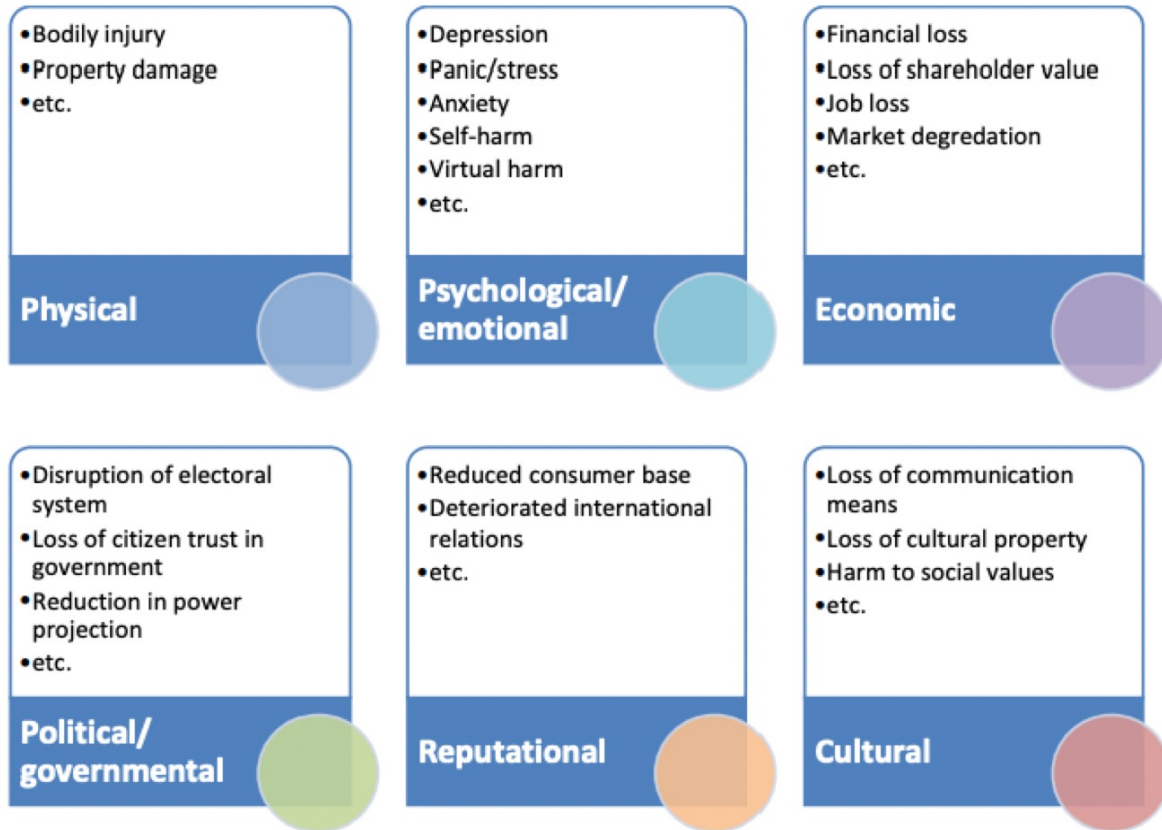 •Bodily injury
•Property damage
•etc.
Physical
•Depression
•Panic/stress
•Anxiety
•Self-harm
•Virtual harm
•etc.
Psychological/
emotional
•Financial loss
•Loss of shareholder value
•Job loss
•Market degredation
•etc.
Economic
•Disruption of electoral
system
•Loss of citizen trust in
government
•Reduction in power
projection
•etc.
Political/
governmental
•Reduced consumer base
•Deteriorated international
relations
•etc.
Reputational
•Loss of communication
means
•Loss of cultural property
•Harm to social values
•etc.
Cultural